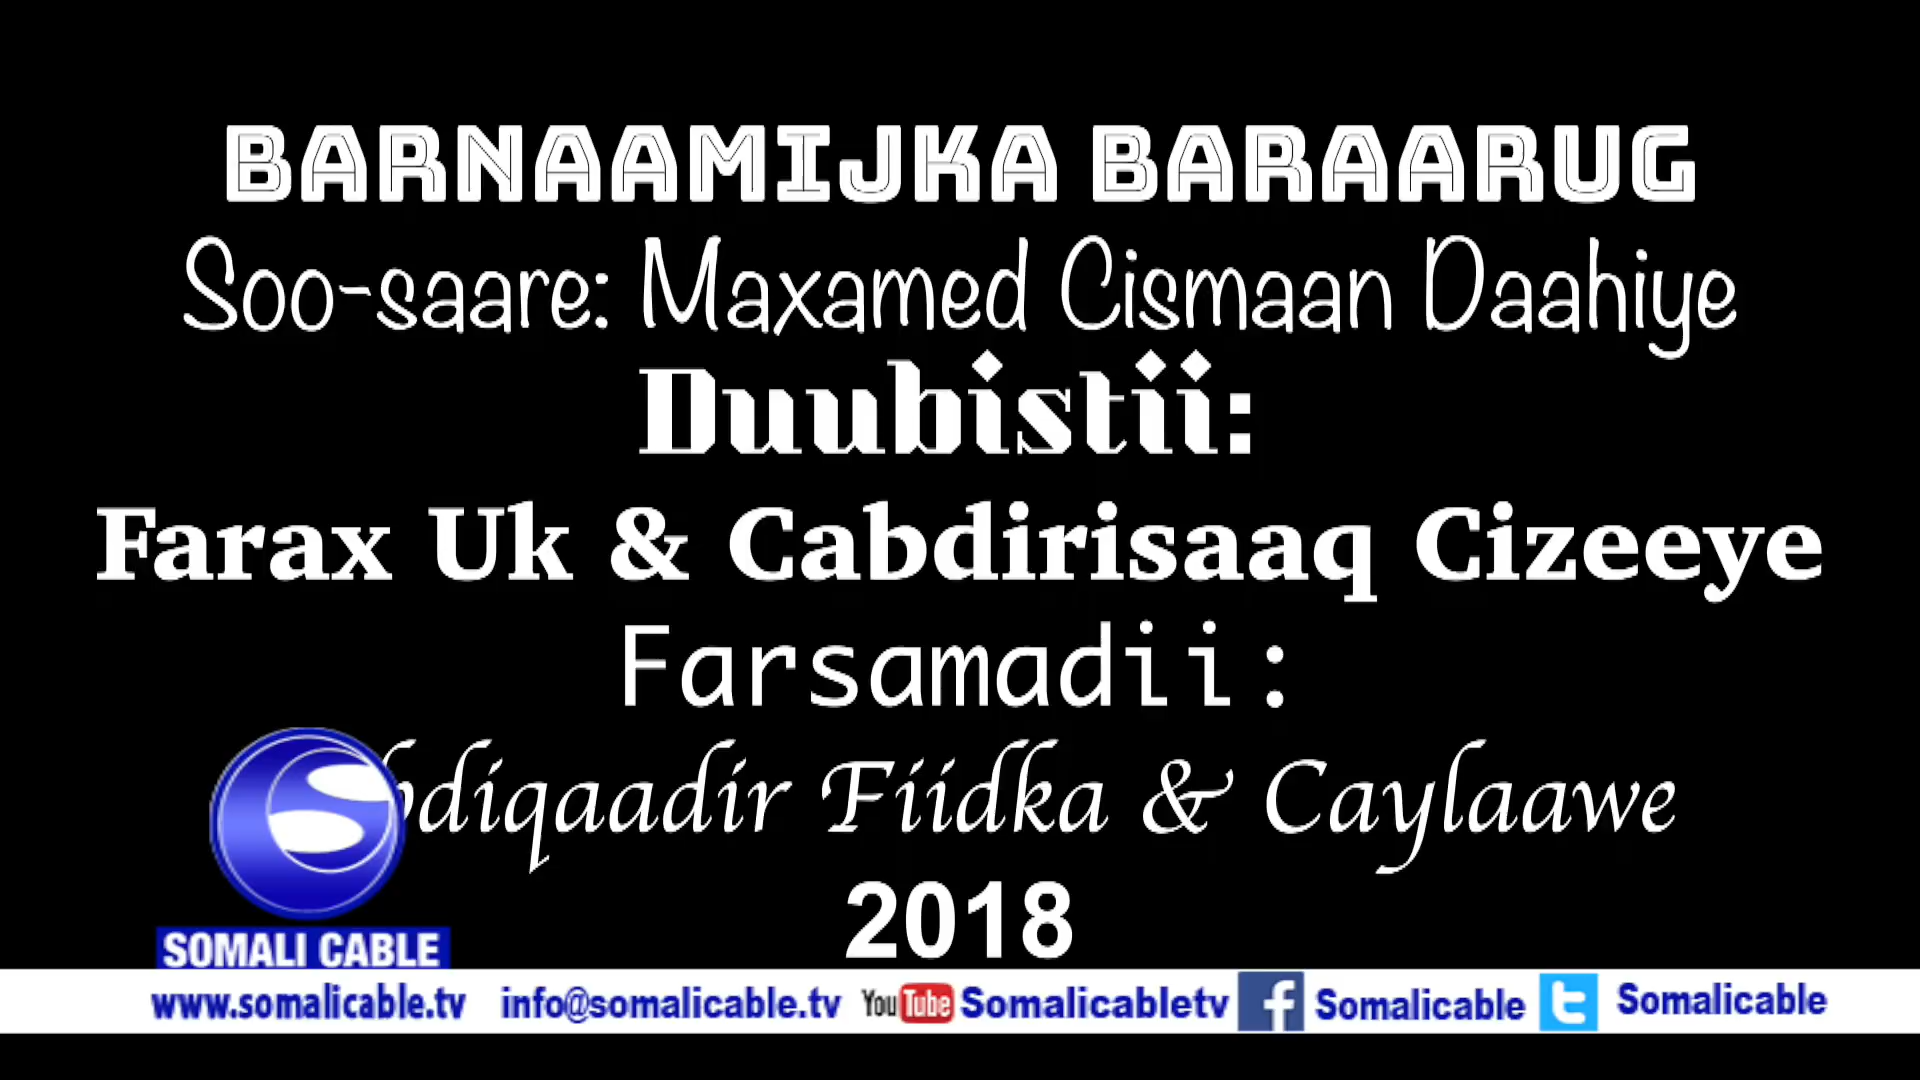 BARNAAMIJKA BARAARUG
Soo-saare: Maxamed Cismaan Daahiye
Duubistii:
Farax Uk & Cabdirisaaq Cizeeye
Farsamadii:
Fiidka & Caylaawe
2018
SOMALI CABLE
www.somalicable.tv info@somalicable.tv YouTube Somalicabletv f Somalicable t Somalicable